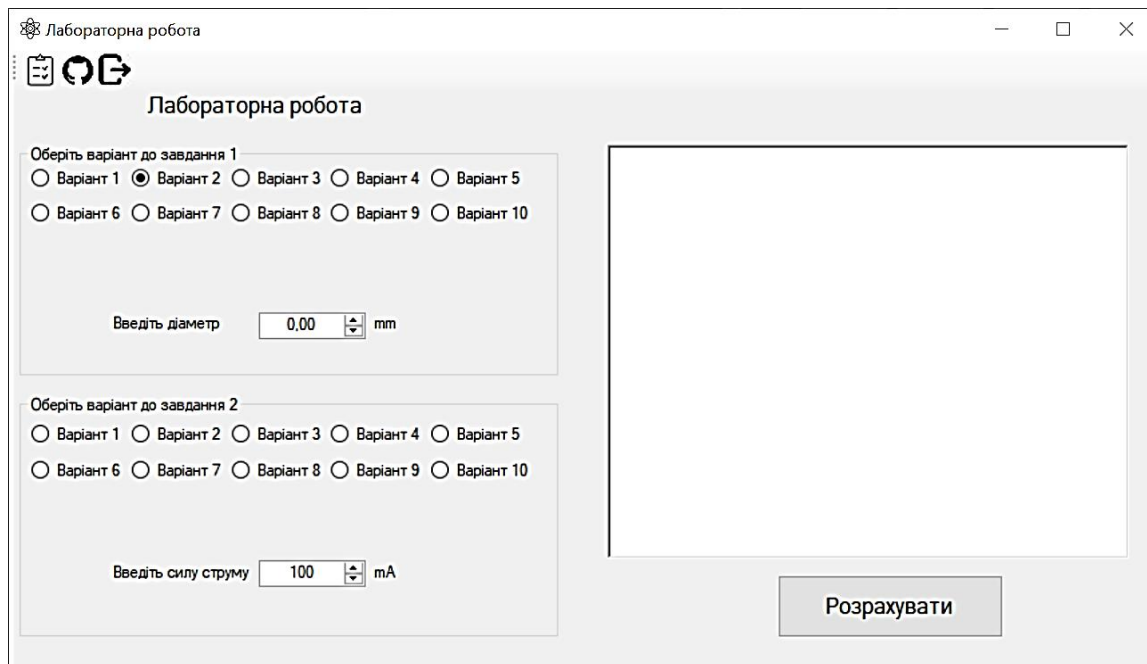 Лабораторна робота
Лабораторна робота
Оберіть варіант до завдання 1
Варіант 1 Варіант 2 Варіант 3 Варіант 4 Варіант 5
Варіант 6 Варіант 7 Варіант 8 Варіант 9 Варіант 10
Введіть діаметр 0,00 mm
Оберіть варіант до завдання 2
Варіант 1 Варіант 2 Варіант 3 Варіант 4 Варіант 5
Варіант 6 Варіант 7 Варіант 8 Варіант 9 Варіант 10
Введіть силу струму 100 mA
Розрахувати